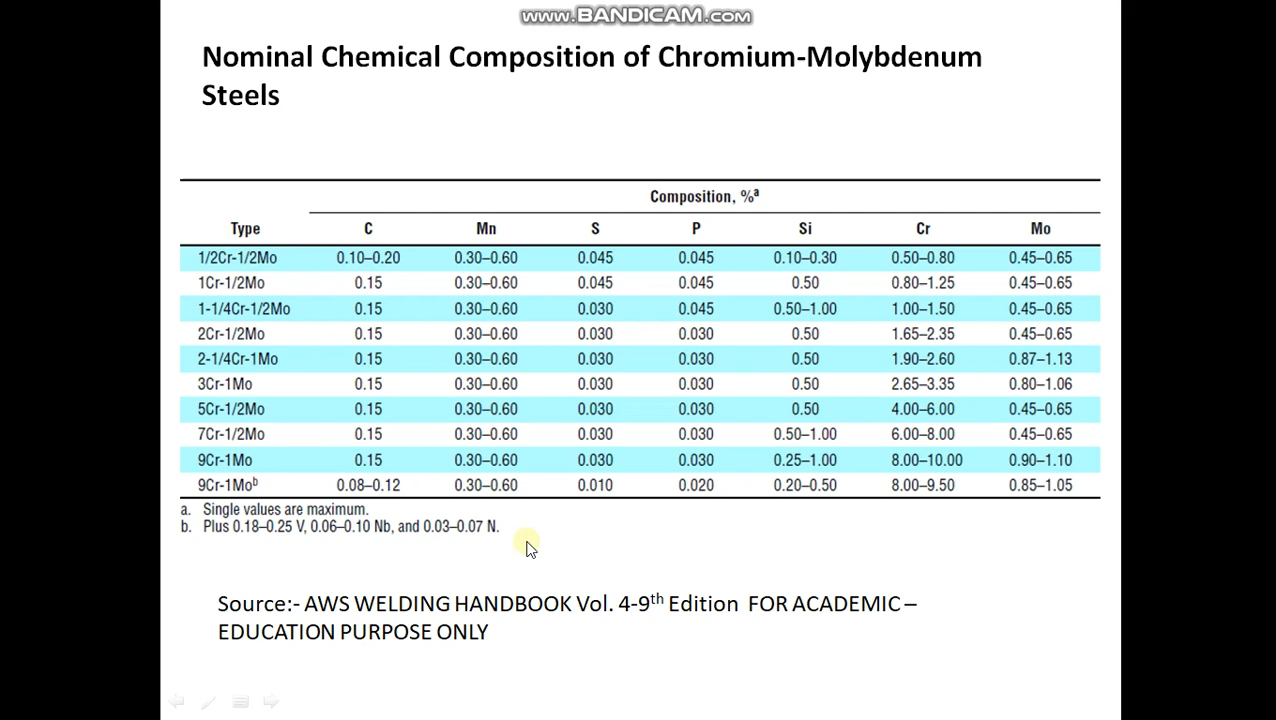 WWW.BANDICAM.COM
Nominal Chemical Composition of Chromium-Molybdenum
Steels
Composition, %a
Type C Mn S P Si Cr Mo
1/2Cr-1/2Mo 0.10–0.20 0.30–0.60 0.045 0.045 0.10–0.30 0.50–0.80 0.45–0.65
1Cr-1/2Mo 0.15 0.30–0.60 0.045 0.045 0.50 0.80–1.25 0.45–0.65
1-1/4Cr-1/2Mo 0.15 0.30–0.60 0.030 0.045 0.50–1.00 1.00–1.50 0.45–0.65
2Cr-1/2Mo 0.15 0.30–0.60 0.030 0.030 0.50 1.65–2.35 0.45–0.65
2-1/4Cr-1Mo 0.15 0.30–0.60 0.030 0.030 0.50 1.90–2.60 0.87–1.13
3Cr-1Mo 0.15 0.30–0.60 0.030 0.030 0.50 2.65–3.35 0.80–1.06
5Cr-1/2Mo 0.15 0.30–0.60 0.030 0.030 0.50 4.00–6.00 0.45–0.65
7Cr-1/2Mo 0.15 0.30–0.60 0.030 0.030 0.50–1.00 6.00–8.00 0.45–0.65
9Cr-1Mo 0.15 0.30–0.60 0.030 0.030 0.25–1.00 8.00–10.00 0.90–1.10
9Cr-1Mob 0.08–0.12 0.30–0.60 0.010 0.020 0.20–0.50 8.00–9.50 0.85–1.05
a. Single values are maximum.
b. Plus 0.18–0.25 V, 0.06–0.10 Nb, and 0.03–0.07 N.
Source:- AWS WELDING HANDBOOK Vol. 4-9th Edition FOR ACADEMIC –
EDUCATION PURPOSE ONLY